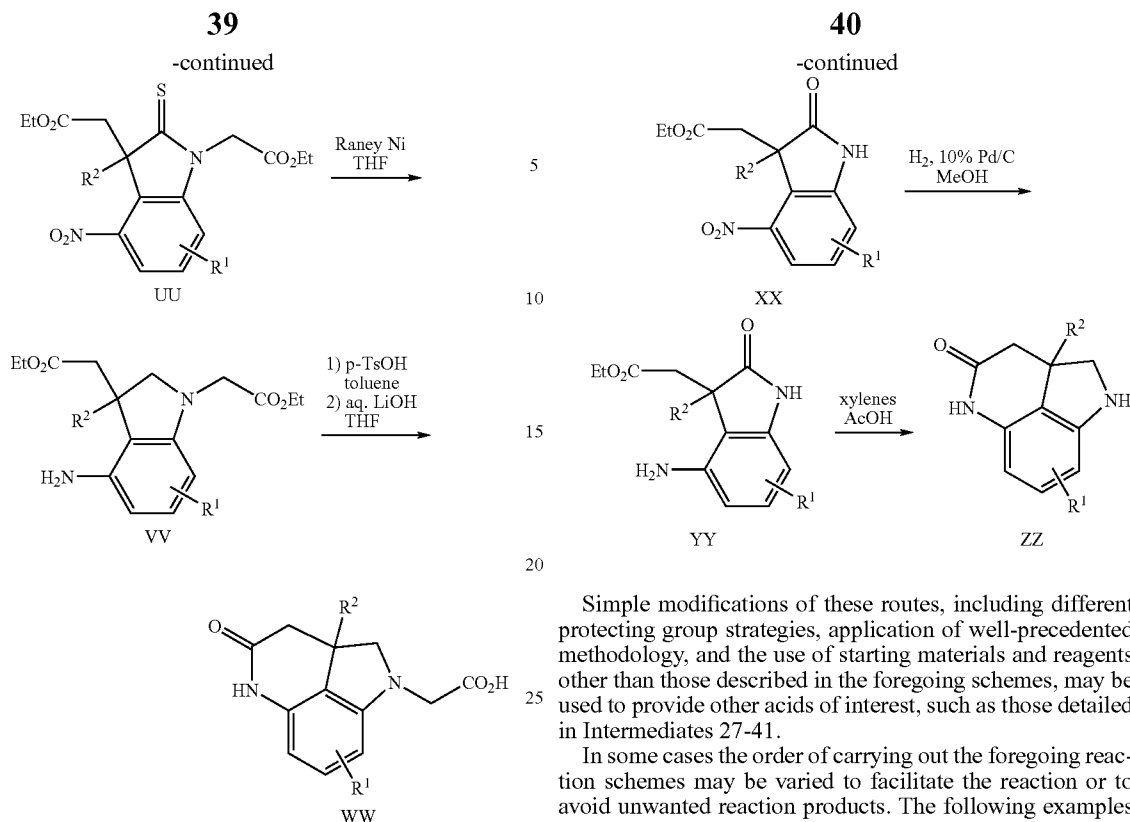 39
-continued
S
EtO2C
N
CO2Et
R2
O2N
R1
UU
Raney Ni
THF
EtO2C
N
CO2Et
R2
H2N
R1
VV
1) p-TsOH
toluene
2) aq. LiOH
THF
O
R2
HN
N
CO2H
R1
WW
5
10
15
20
25
40
-continued
O
EtO2C
NH
R2
O2N
R1
XX
H2, 10% Pd/C
MeOH
O
EtO2C
NH
R2
H2N
R1
YY
xylenes
AcOH
O
R2
HN
NH
R1
ZZ
Simple modifications of these routes, including different
protecting group strategies, application of well-precedented
methodology, and the use of starting materials and reagents
other than those described in the foregoing schemes, may be
used to provide other acids of interest, such as those detailed
in Intermediates 27-41.
In some cases the order of carrying out the foregoing reac-
tion schemes may be varied to facilitate the reaction or to
avoid unwanted reaction products. The following examples